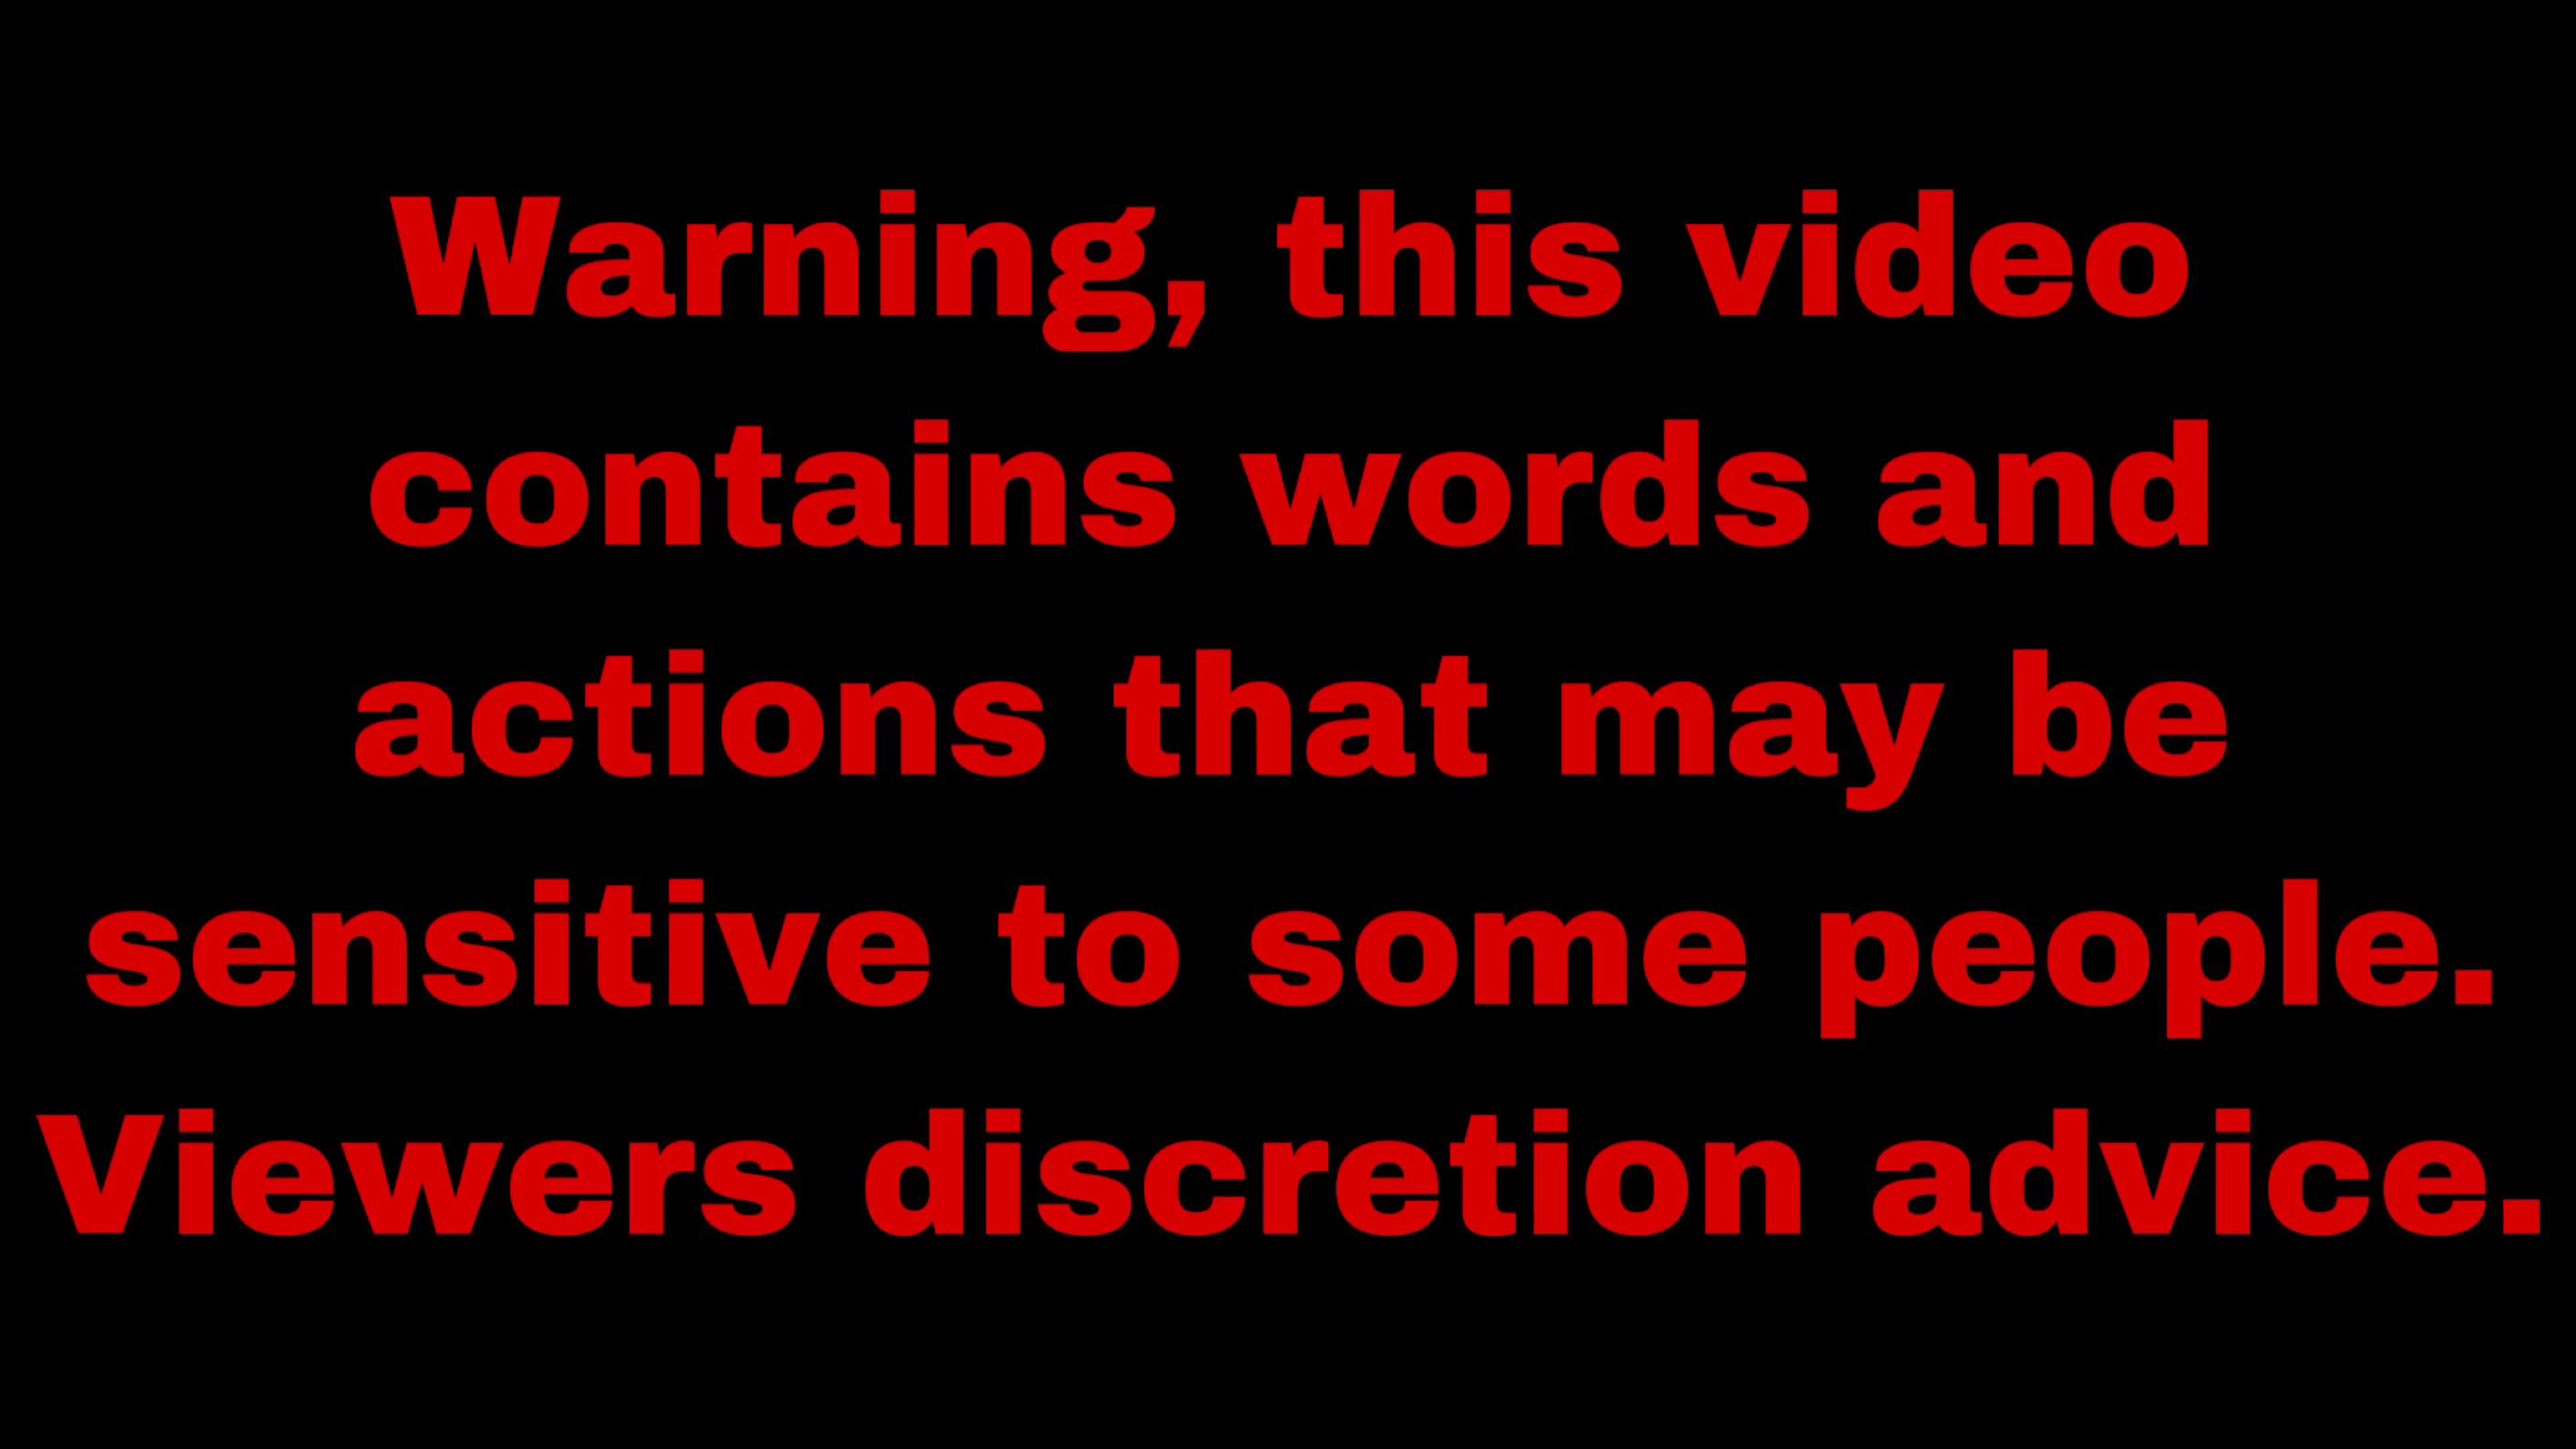 Warning, this video
contains words and
actions that may be
sensitive to some people.
Viewers discretion advice.